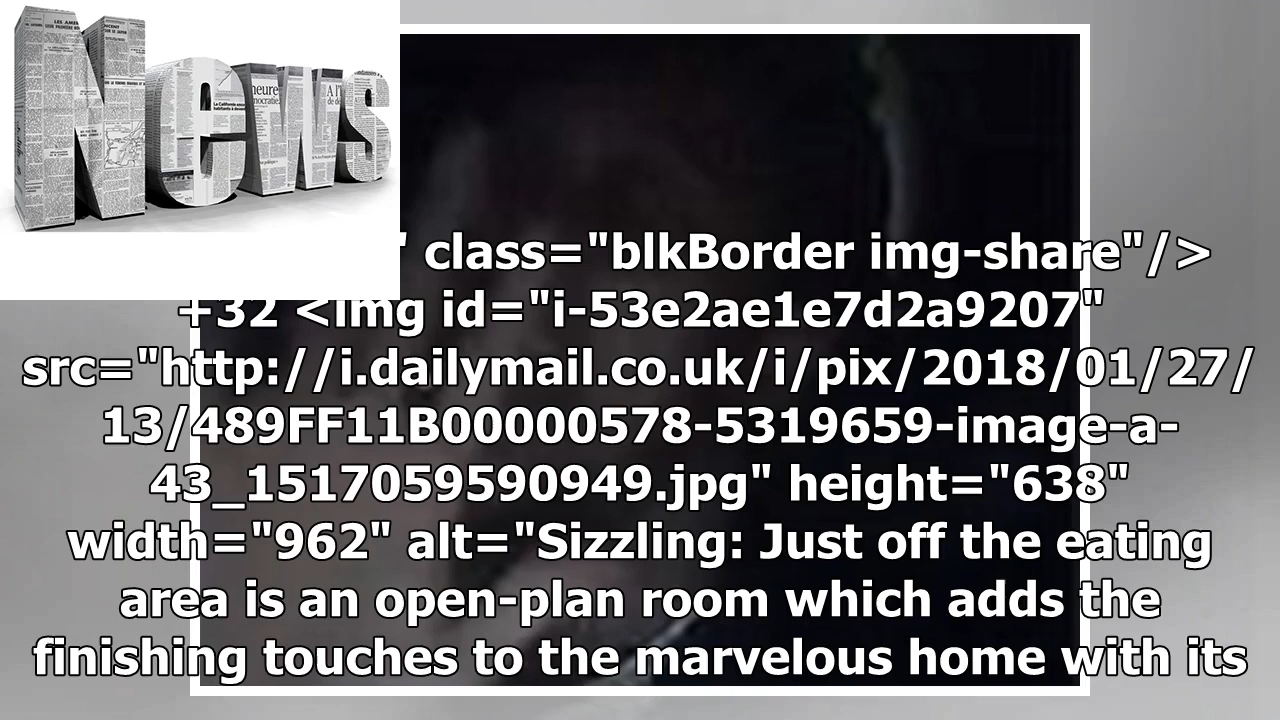 News
" class="blkBorder img-share"/>
+32 <img id="i-53e2ae1e7d2a9207"
src="http://i.dailymail.co.uk/i/pix/2018/01/27/
13/489FF11B00000578-5319659-image-a-
43_1517059590949.jpg" height="638"
width="962" alt="Sizzling: Just off the eating
area is an open-plan room which adds the
finishing touches to the marvelous home with its